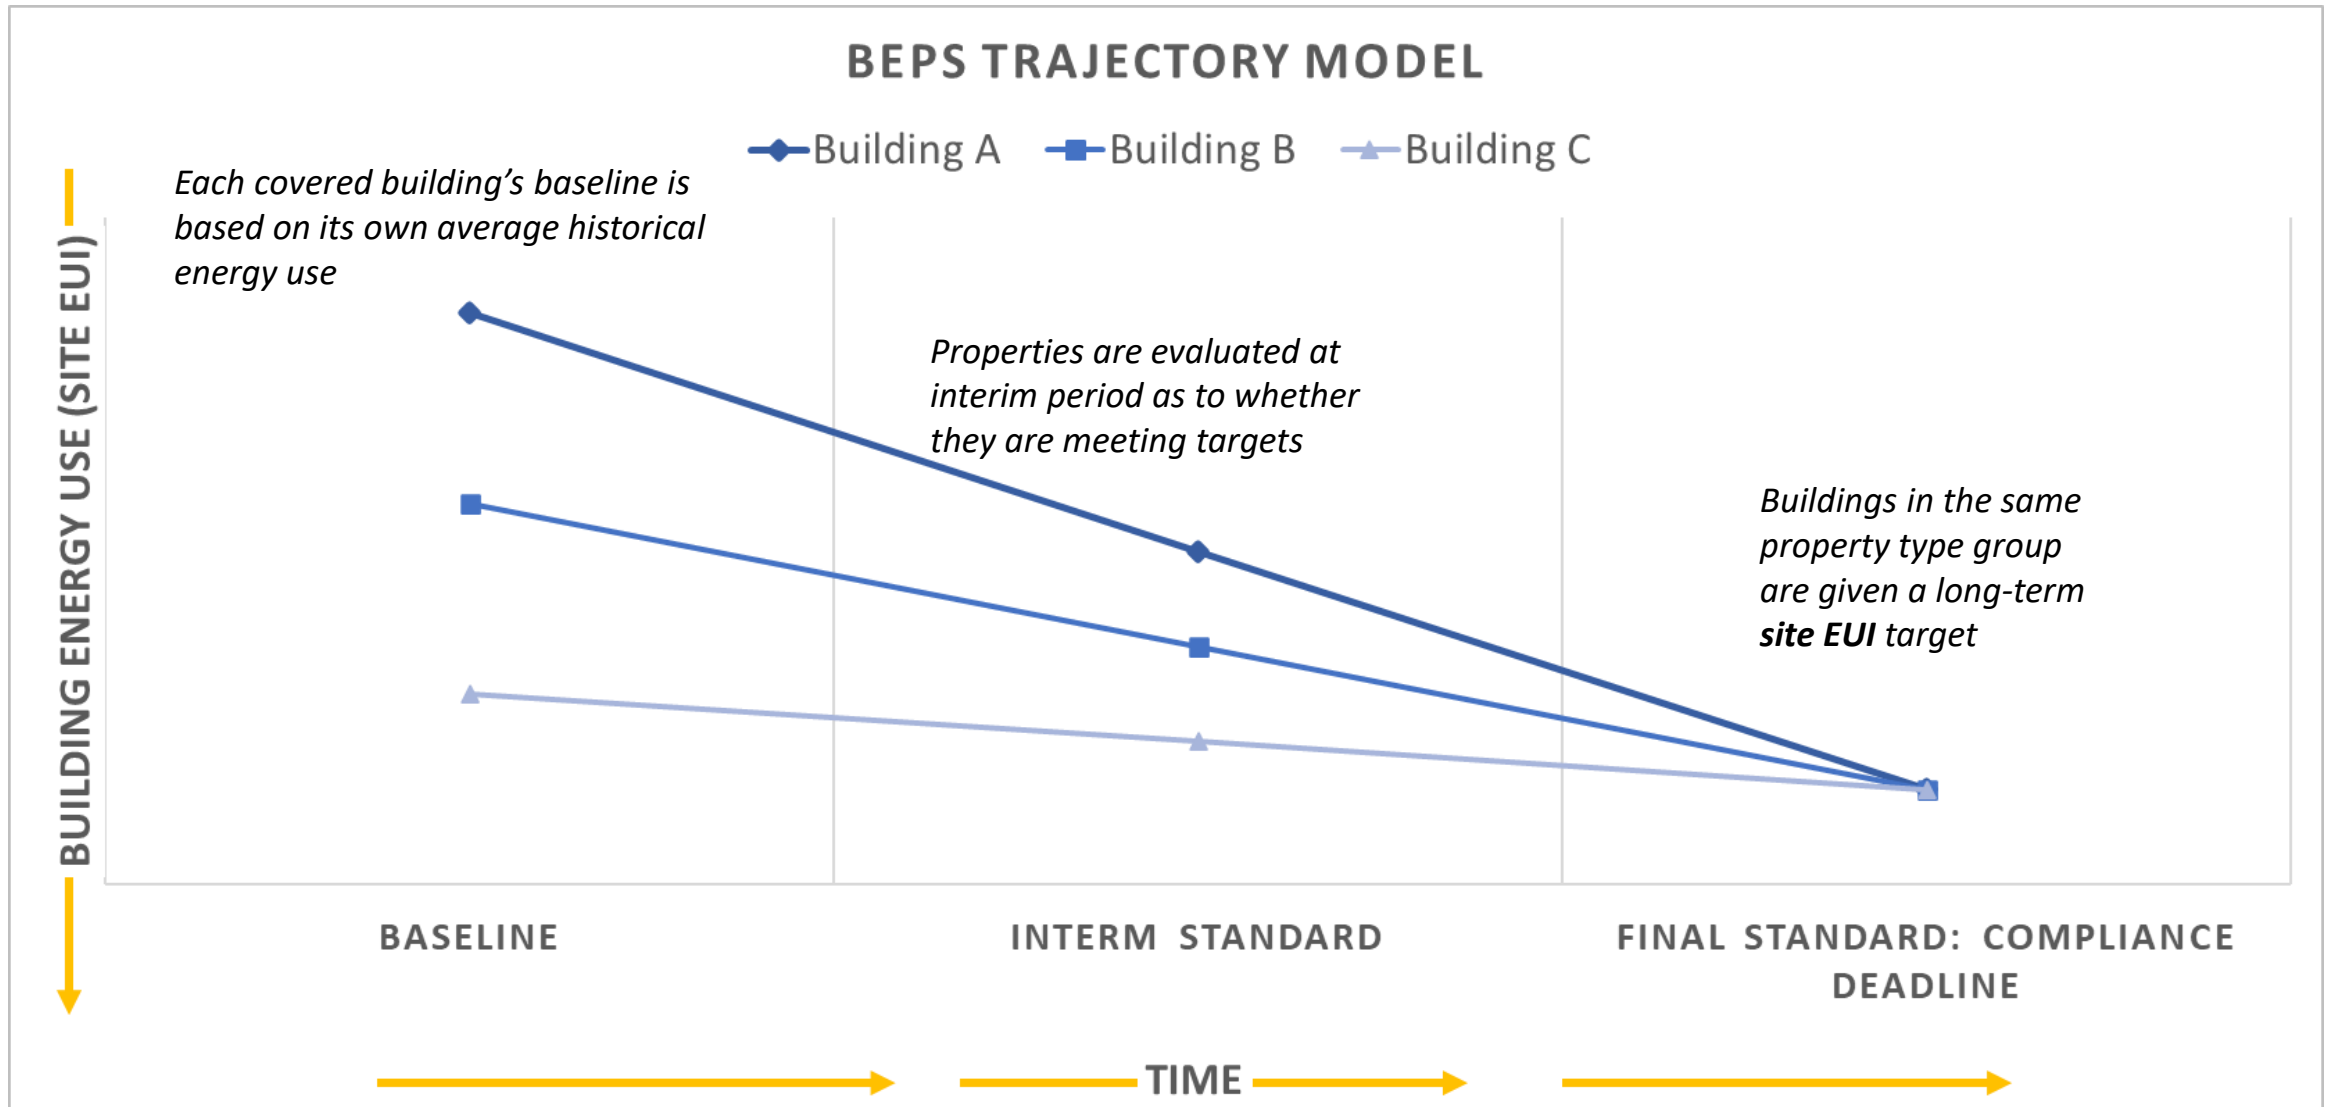 BEPS TRAJECTORY MODEL
Building A
Building B
Building C
Each covered building’s baseline is
based on its own average historical
energy use
Properties are evaluated at
interim period as to whether
they are meeting targets
Buildings in the same
property type group
are given a long-term
site EUI target
BUILDING ENERGY USE (SITE EUI)
BASELINE
INTERM STANDARD
FINAL STANDARD: COMPLIANCE
DEADLINE
TIME